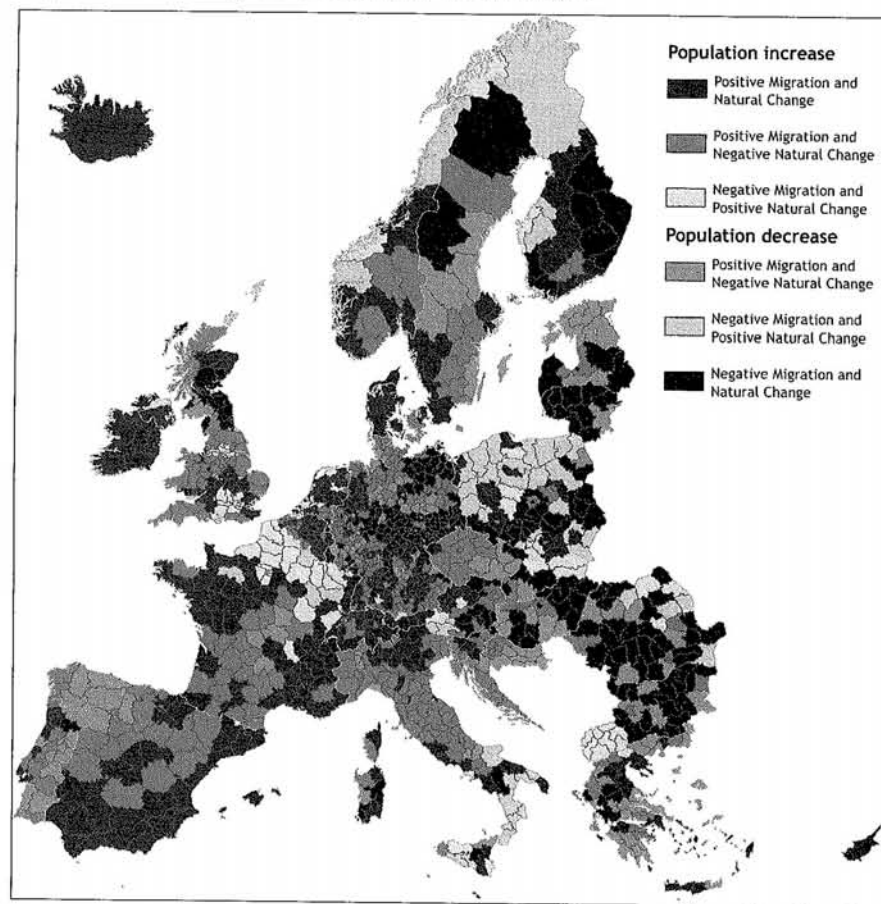 Population increase
Positive Migration and
Natural Change
Positive Migration and
Negative Natural Change
Negative Migration and
Positive Natural Change
Population decrease
Positive Migration and
Negative Natural Change
Negative Migration and
Positive Natural Change
Negative Migration and
Natural Change